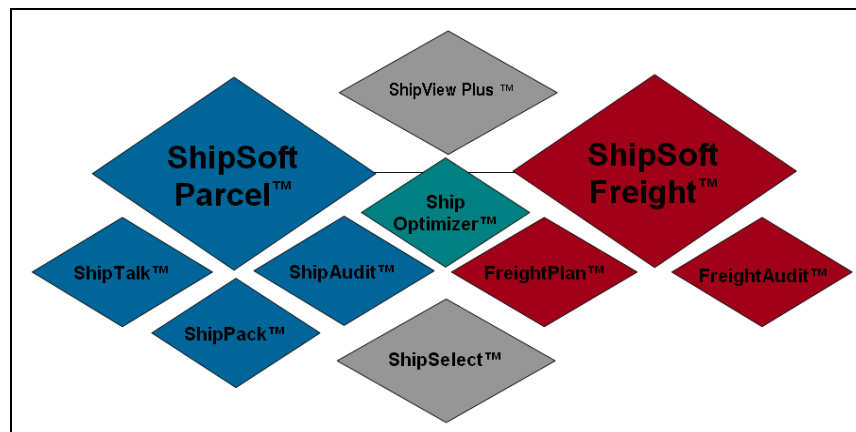 ShipView Plus ™
ShipSoft
Parcel™
ShipSoft
Freight™
Ship
Optimizer™
ShipTalk™
ShipAudit™
FreightPlan™
FreightAudit™
ShipPack™
ShipSelect™